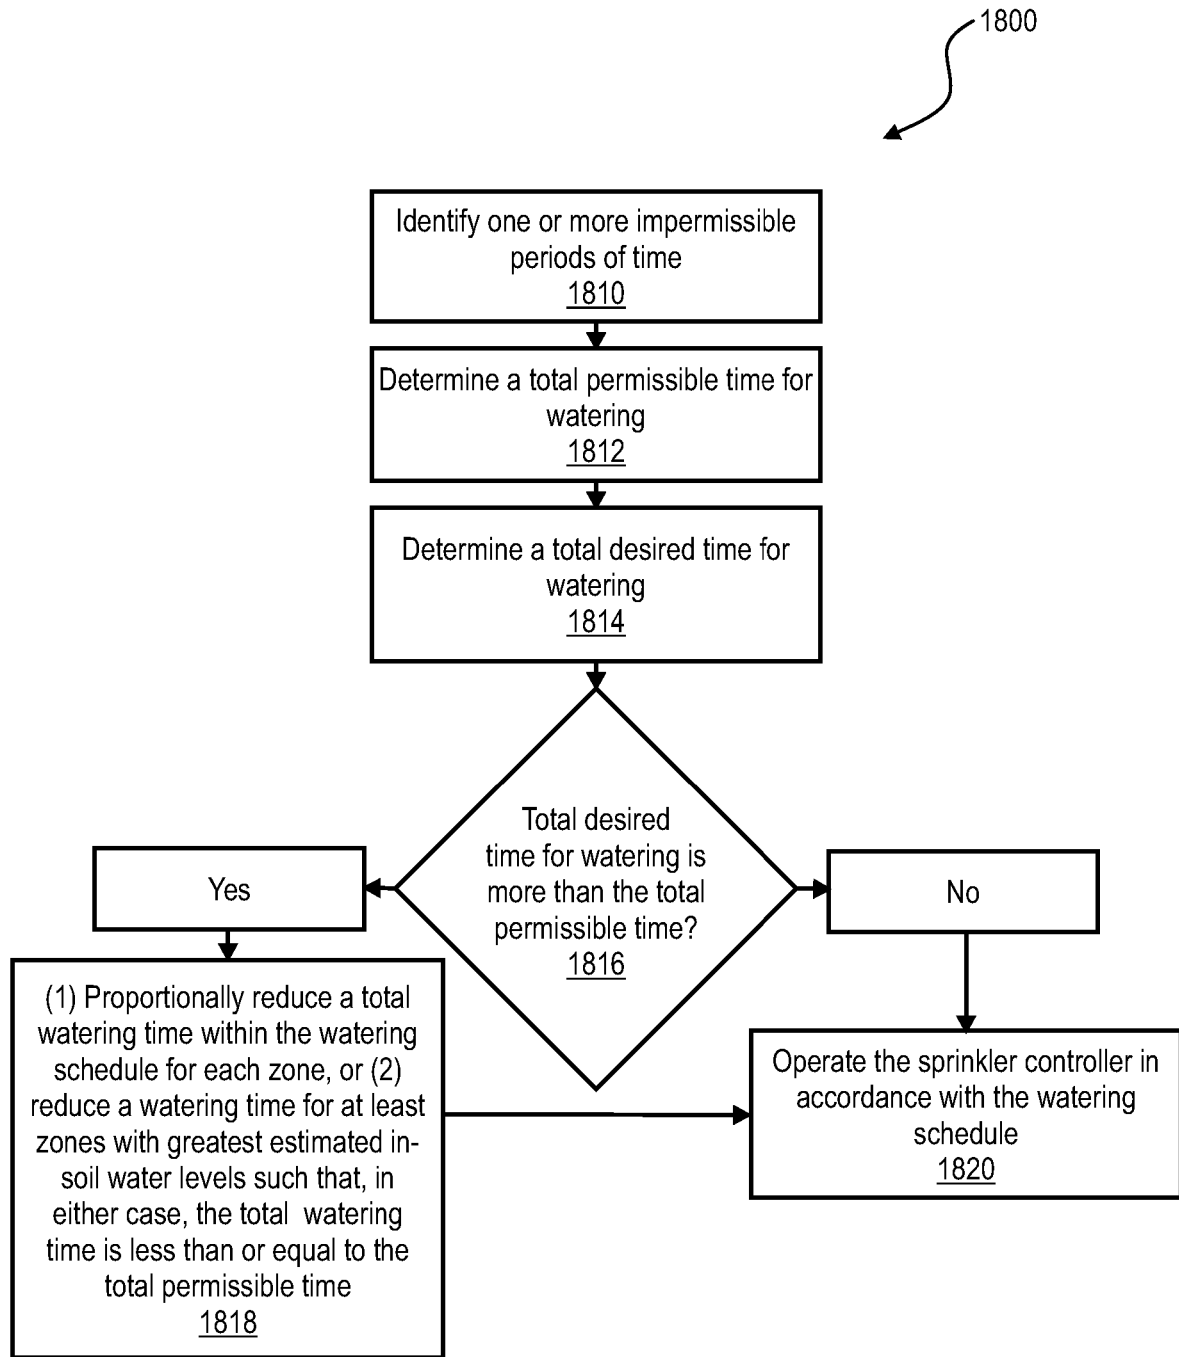 1800
Identify one or more impermissible
periods of time
1810
Determine a total permissible time for
watering
1812
Determine a total desired time for
watering
1814
Total desired
time for watering is
more than the total
permissible time?
1816
Yes
No
(1) Proportionally reduce a total
watering time within the watering
schedule for each zone, or (2)
reduce a watering time for at least
zones with greatest estimated in-
soil water levels such that, in
either case, the total watering
time is less than or equal to the
total permissible time
1818
Operate the sprinkler controller in
accordance with the watering
schedule
1820